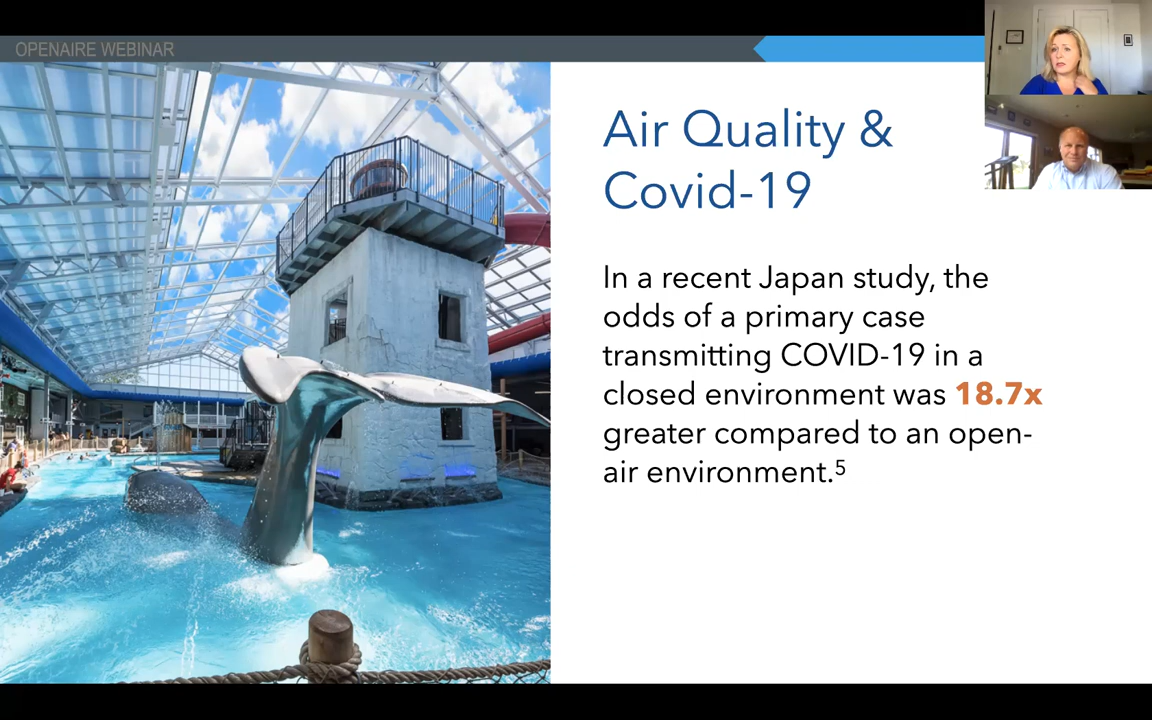 OPENAIRE WEBINAR
Air Quality &
Covid-19
In a recent Japan study, the
odds of a primary case
transmitting COVID-19 in a
closed environment was 18.7x
greater compared to an open-
air environment.5